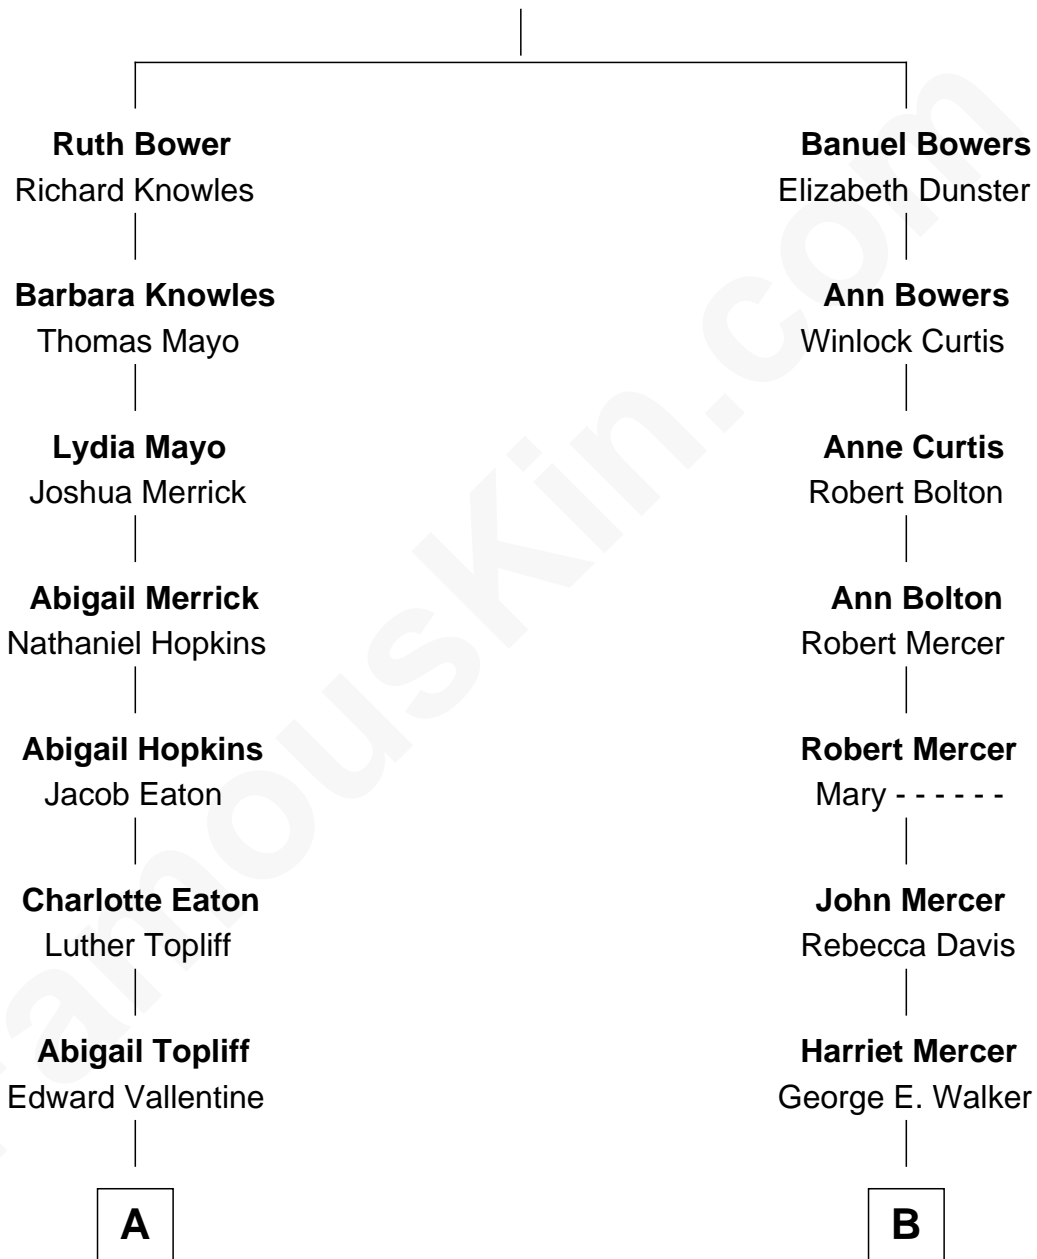 Ruth Bower
Richard Knowles
Barbara Knowles
Thomas Mayo
Lydia Mayo
Joshua Merrick
Abigail Merrick
Nathaniel Hopkins
Abigail Hopkins
Jacob Eaton
Charlotte Eaton
Luther Topliff
Abigail Topliff
Edward Vallentine
A
Banuel Bowers
Elizabeth Dunster
Ann Bowers
Winlock Curtis
Anne Curtis
Robert Bolton
Ann Bolton
Robert Mercer
Robert Mercer
Mary - - - - - -
John Mercer
Rebecca Davis
Harriet Mercer
George E. Walker
B
FamousKin.com